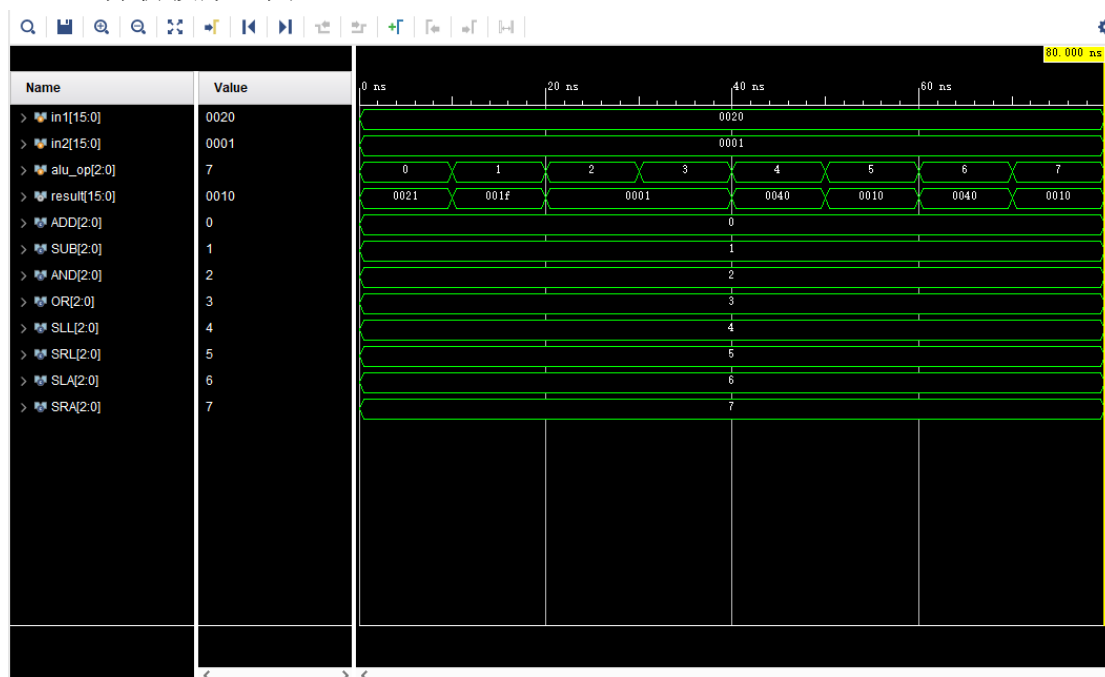 80.000 ns
Name Value 0 ns 20 ns 40 ns 60 ns
in1[15:0] 0020 0020
in2[15:0] 0001 0001
alu_op[2:0] 7 0 1 2 3 4 5 6 7
result[15:0] 0010 0021 001f 0001 0040 0010 0040 0010
ADD[2:0] 0 0
SUB[2:0] 1 1
AND[2:0] 2 2
OR[2:0] 3 3
SLL[2:0] 4 4
SRL[2:0] 5 5
SLA[2:0] 6 6
SRA[2:0] 7 7